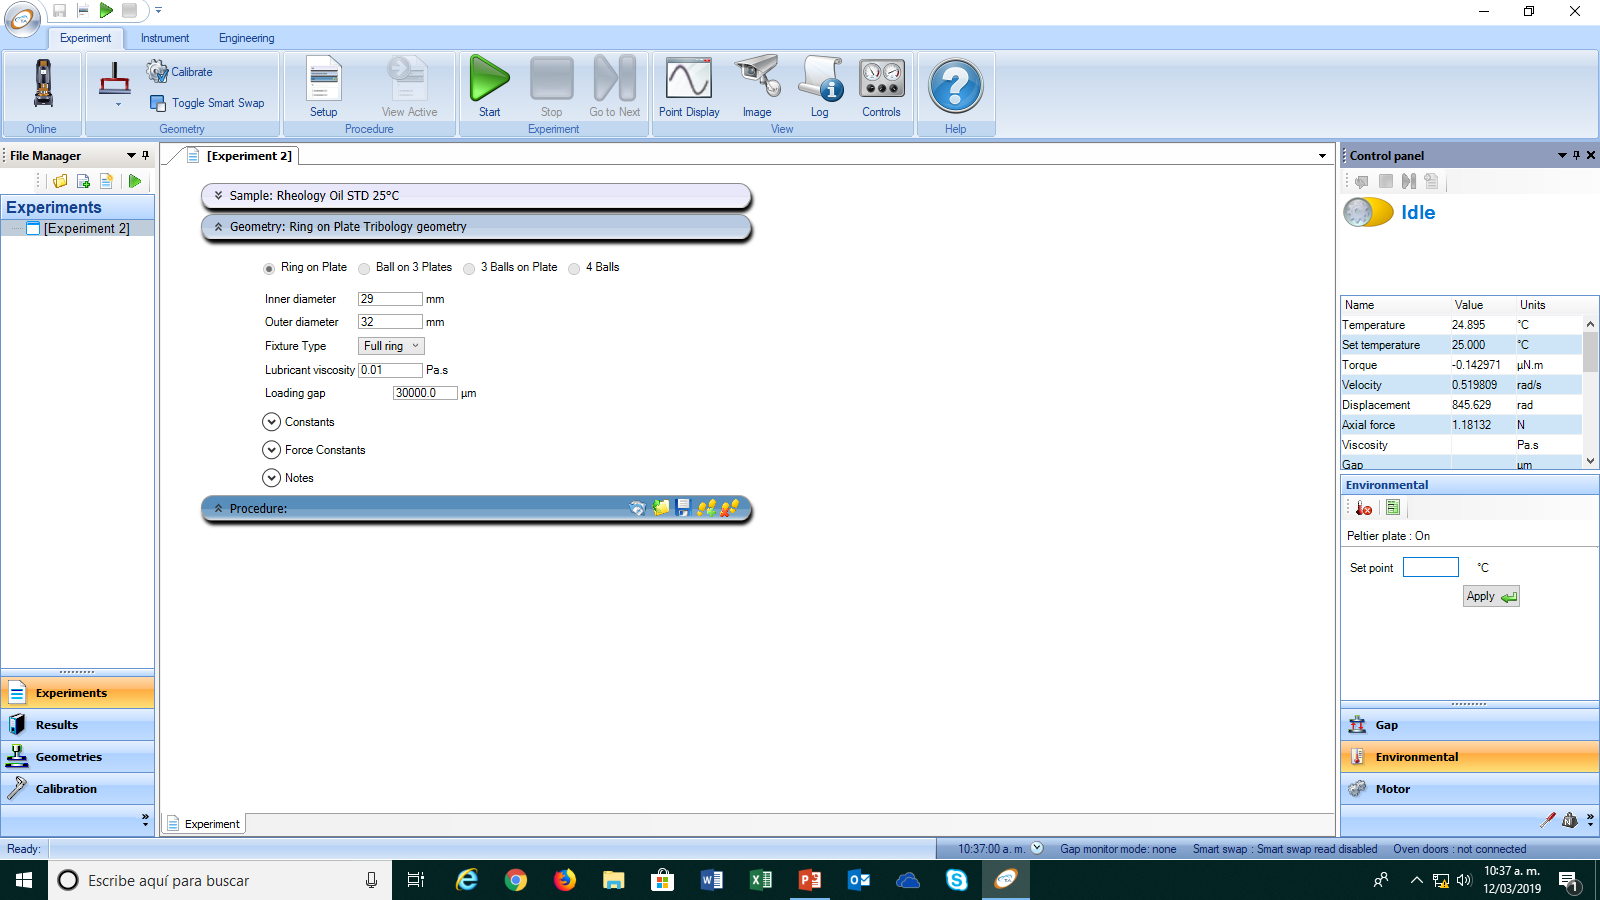 Experiment Instrument Engineering
Calibrate
Toggle Smart Swap
Setup View Active Start Stop Go to Next Point Display Image Log Controls
Online Geometry Procedure Experiment View Help
File Manager
Experiments
[Experiment 2]
Experiments
Results
Geometries
Calibration
[Experiment 2]
Sample: Rheology Oil STD 25°C
Geometry: Ring on Plate Tribology geometry
Ring on Plate Ball on 3 Plates 3 Balls on Plate 4 Balls
Inner diameter 29 mm
Outer diameter 32 mm
Fixture Type Full ring
Lubricant viscosity 0.01 Pa.s
Loading gap 30000.0 µm
Constants
Force Constants
Notes
Procedure:
Experiment
Control panel
Idle
Name Value Units
Temperature 24.895 °C
Set temperature 25.000 °C
Torque -0.142971 µN.m
Velocity 0.519809 rad/s
Displacement 845.629 rad
Axial force 1.18132 N
Viscosity Pa.s
Gap µm
Environmental
Peltier plate : On
Set point °C
Apply
Gap
Environmental
Motor
Ready: 10:37:00 a. m. Gap monitor mode: none Smart swap : Smart swap read disabled Oven doors : not connected
Escribe aquí para buscar
10:37 a. m.
12/03/2019
1